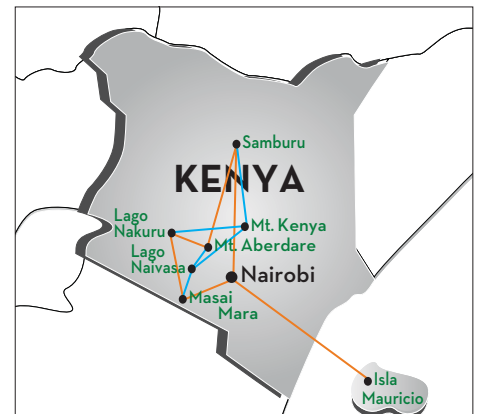 Samburu
KENYA
Lago
Nakuru
Mt. Kenya
Mt. Aberdare
Lago
Naivasa
Nairobi
Masai
Mara
Isla
Mauricio